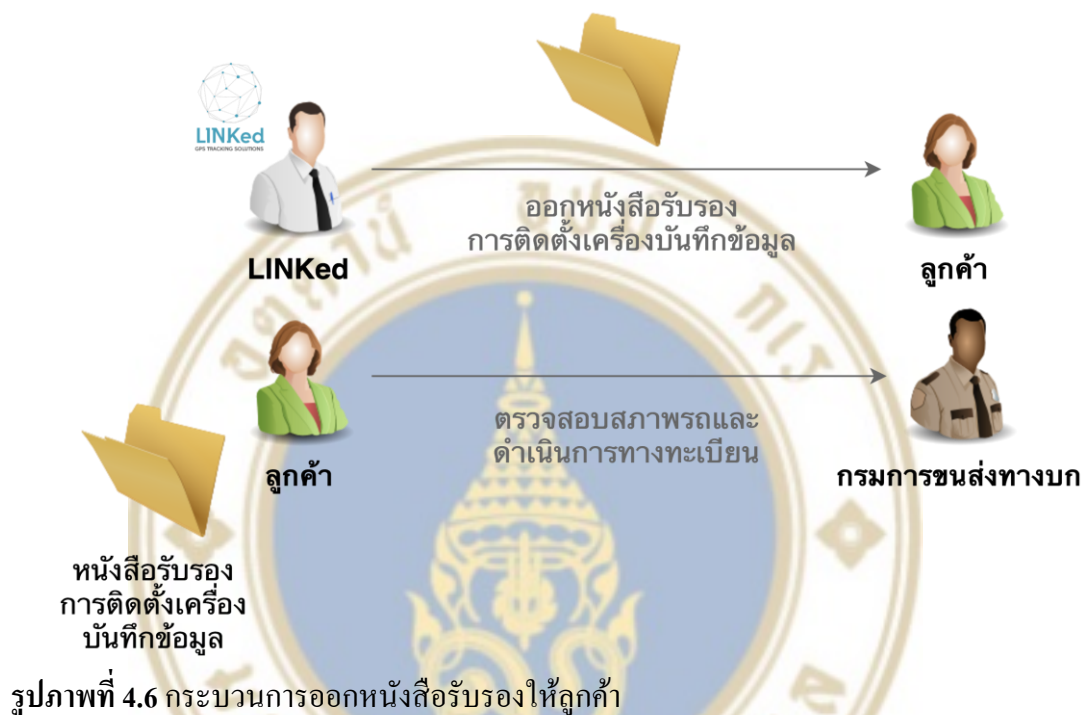 LINKed
GPS TRACKING SOLUTIONS
ออกหนังสือรับรอง
การติดตั้งเครื่องบันทึกข้อมูล
LINKed
ลูกค้า
ตรวจสอบสภาพรถและ
ดำเนินการทางทะเบียน
ลูกค้า
กรมการขนส่งทางบก
หนังสือรับรอง
การติดตั้งเครื่อง
บันทึกข้อมูล
รูปภาพที่ 4.6 กระบวนการออกหนังสือรับรองให้ลูกค้า